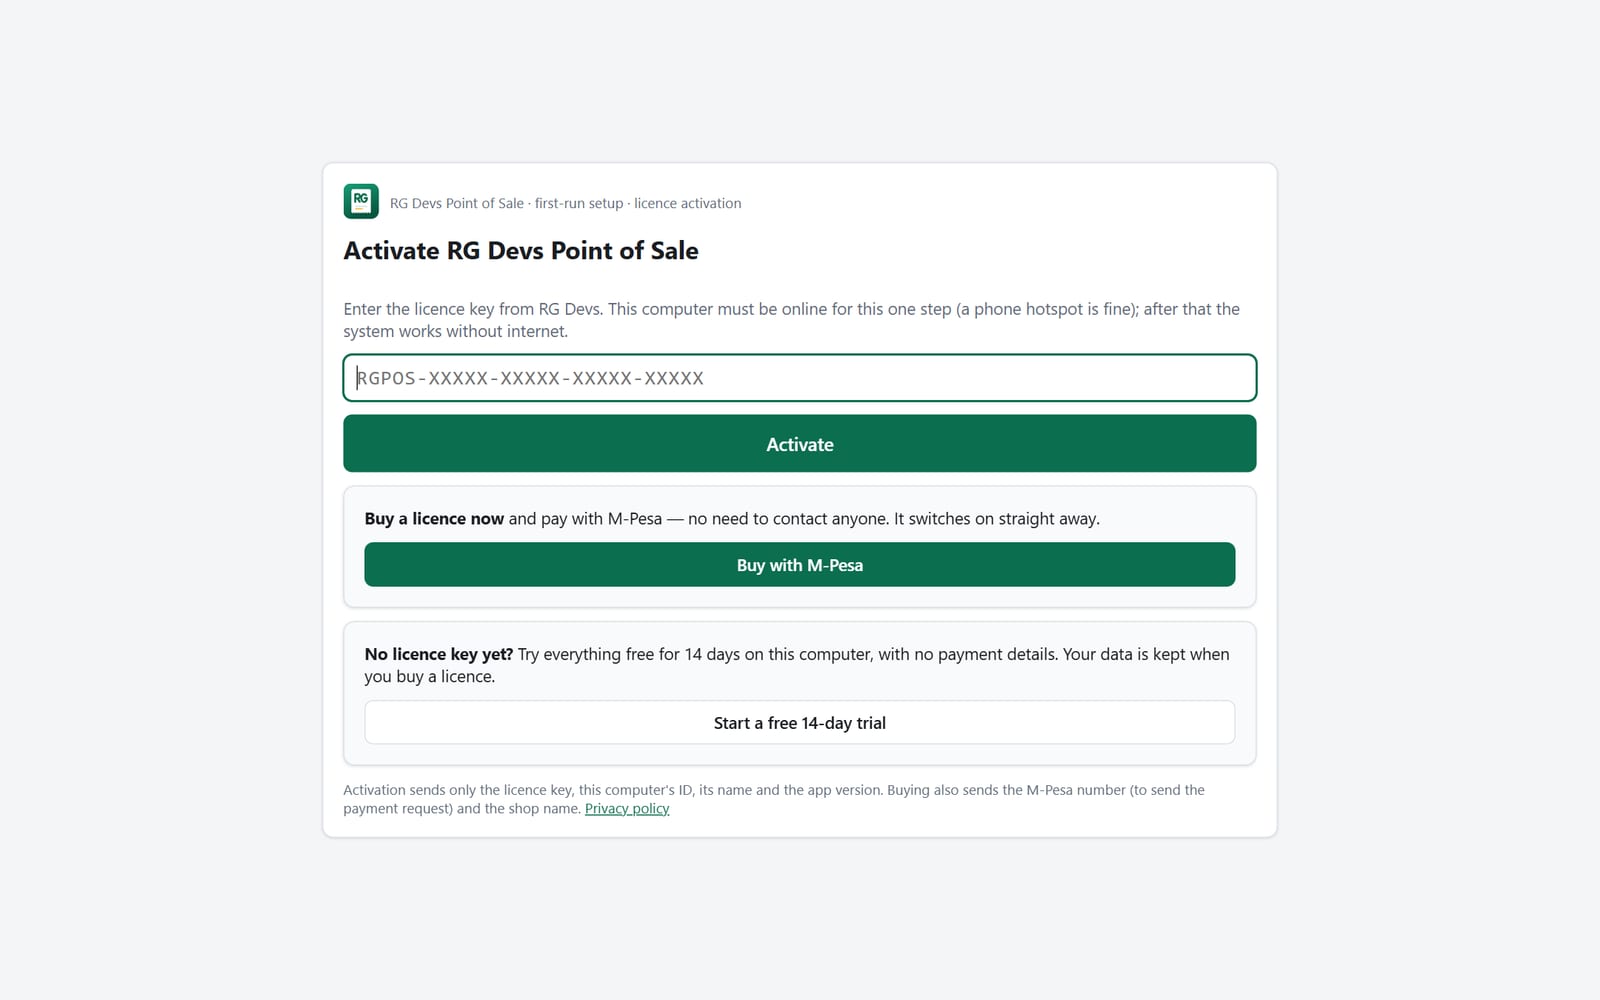 RG
RG Devs Point of Sale · first-run setup · licence activation
Activate RG Devs Point of Sale
Enter the licence key from RG Devs. This computer must be online for this one step (a phone hotspot is fine); after that the
system works without internet.
RGPOS-XXXXX-XXXXX-XXXXX-XXXXX
Activate
Buy a licence now and pay with M-Pesa — no need to contact anyone. It switches on straight away.
Buy with M-Pesa
No licence key yet? Try everything free for 14 days on this computer, with no payment details. Your data is kept when
you buy a licence.
Start a free 14-day trial
Activation sends only the licence key, this computer's ID, its name and the app version. Buying also sends the M-Pesa number (to send the
payment request) and the shop name. Privacy policy